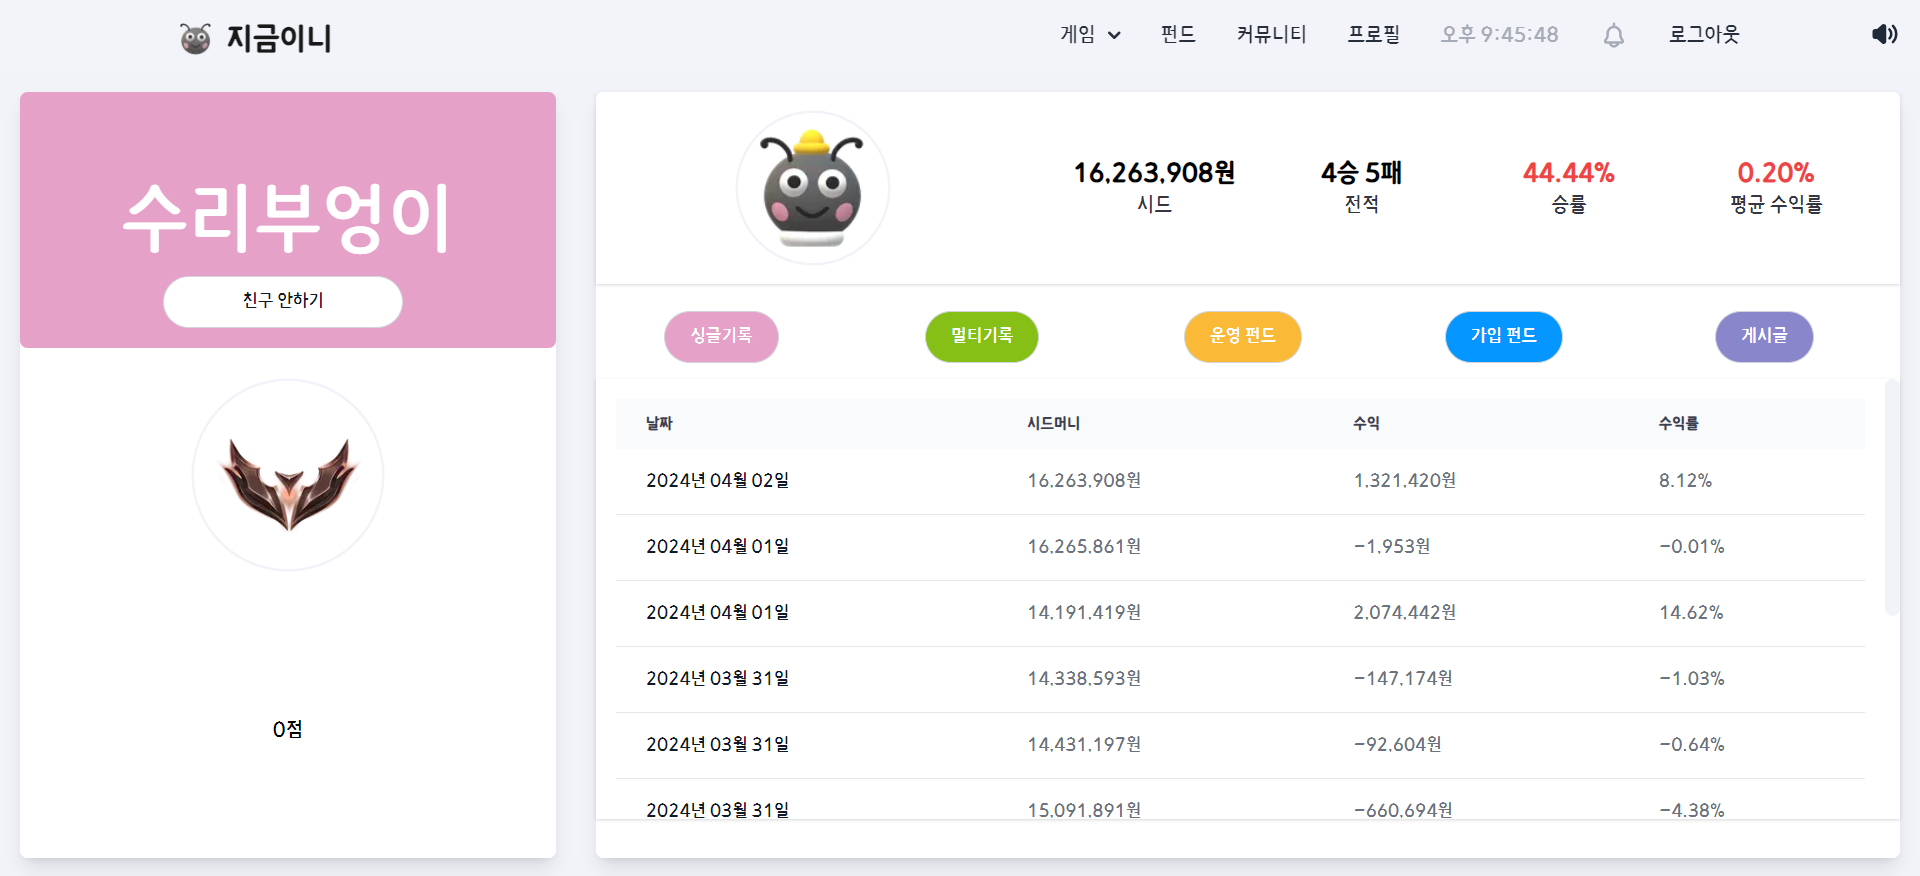 지금이니
게임 펀드 커뮤니티 프로필 오후 9:45:48 로그아웃
수리부엉이
친구 안하기
0점
16,263,908원 4승 5패 44.44% 0.20%
시드 전적 승률 평균 수익률
싱글기록 멀티기록 운영 펀드 가입 펀드 게시글
날짜 시드머니 수익 수익률
2024년 04월 02일 16,263,908원 1,321,420원 8.12%
2024년 04월 01일 16,265,861원 -1,953원 -0.01%
2024년 04월 01일 14,191,419원 2,074,442원 14.62%
2024년 03월 31일 14,338,593원 -147,174원 -1.03%
2024년 03월 31일 14,431,197원 -92,604원 -0.64%
2024년 03월 31일 15,091,891원 -660,694원 -4.38%